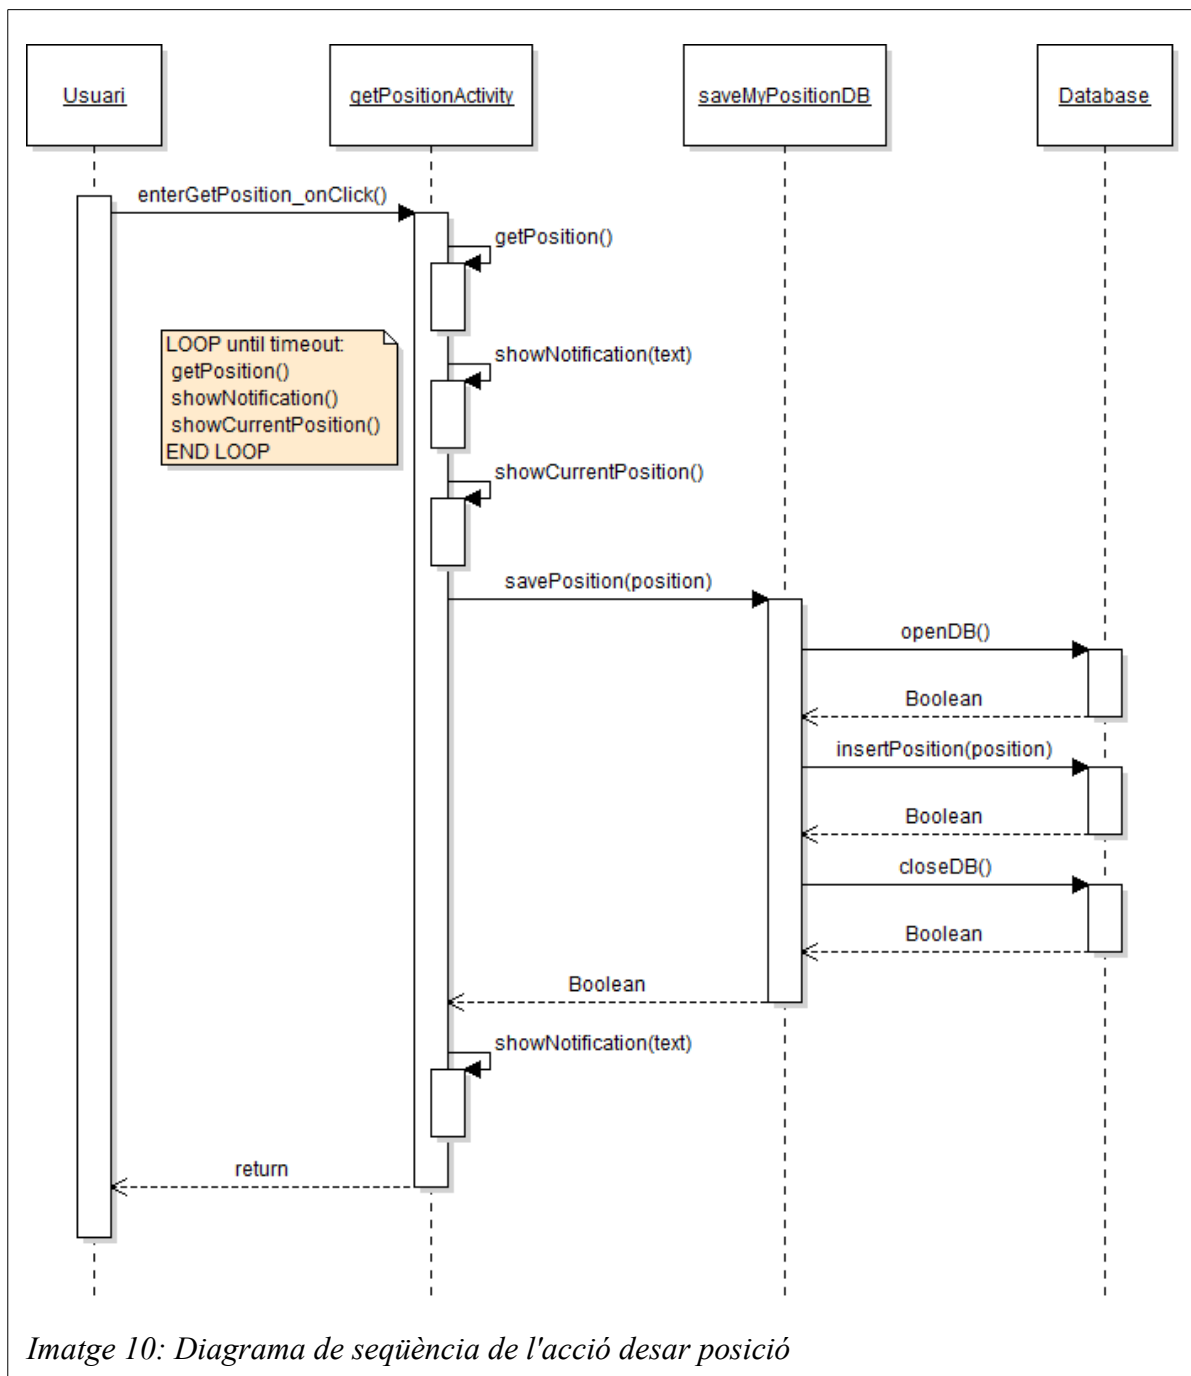 Usuari
getPositionActivity
saveMyPositionDB
Database
enterGetPosition_onClick()
getPosition()
LOOP until timeout:
getPosition()
showNotification()
showCurrentPosition()
END LOOP
showNotification(text)
showCurrentPosition()
savePosition(position)
openDB()
Boolean
insertPosition(position)
Boolean
closeDB()
Boolean
Boolean
showNotification(text)
return
Imatge 10: Diagrama de seqüència de l'acció desar posició